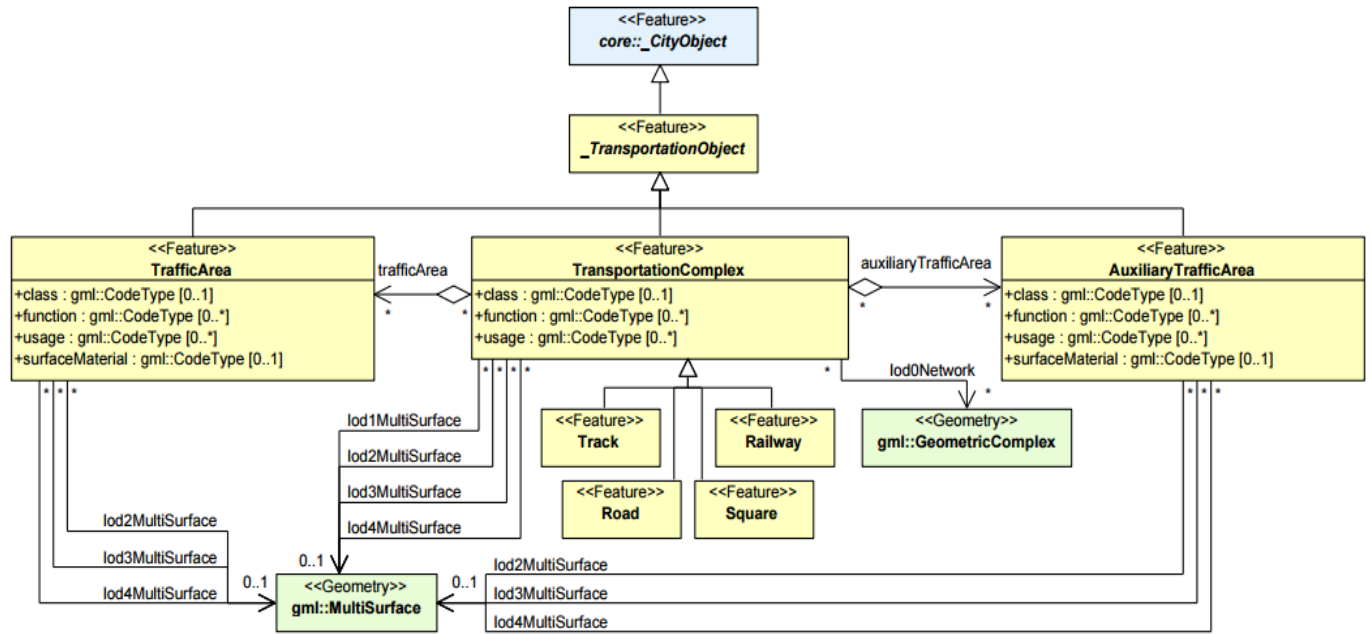 <<Feature>>
core::_CityObject
<<Feature>>
_TransportationObject
<<Feature>>
TrafficArea
+class : gml::CodeType [0..1]
+function : gml::CodeType [0..*]
+usage : gml::CodeType [0..*]
+surfaceMaterial : gml::CodeType [0..1]
trafficArea
*
*
<<Feature>>
TransportationComplex
+class : gml::CodeType [0..1]
+function : gml::CodeType [0..*]
+usage : gml::CodeType [0..*]
auxiliaryTrafficArea
*
*
<<Feature>>
AuxiliaryTrafficArea
+class : gml::CodeType [0..1]
+function : gml::CodeType [0..*]
+usage : gml::CodeType [0..*]
+surfaceMaterial : gml::CodeType [0..1]
* * *
* * * *
*
lod0Network
*
* * *
lod1MultiSurface
lod2MultiSurface
lod3MultiSurface
lod4MultiSurface
<<Feature>>
Track
<<Feature>>
Railway
<<Feature>>
Road
<<Feature>>
Square
<<Geometry>>
gml::GeometricComplex
lod2MultiSurface
lod3MultiSurface
lod4MultiSurface
0..1
0..1
0..1
<<Geometry>>
gml::MultiSurface
lod2MultiSurface
lod3MultiSurface
lod4MultiSurface